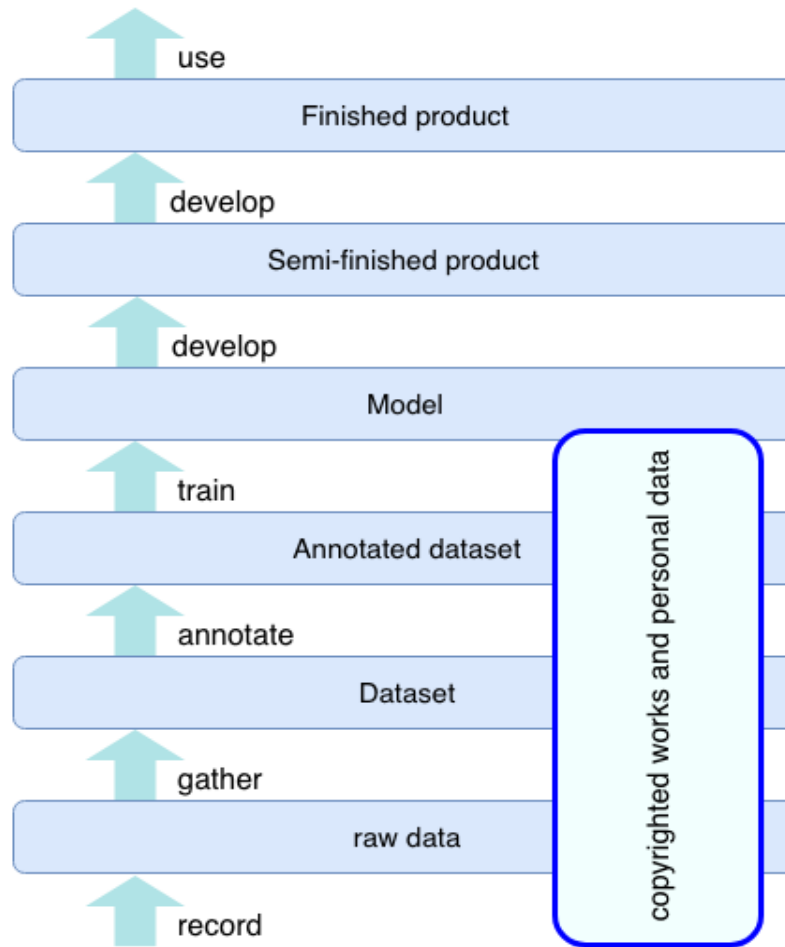 use
Finished product
develop
Semi-finished product
develop
Model
train
Annotated dataset
annotate
Dataset
gather
raw data
record
copyrighted works and personal data